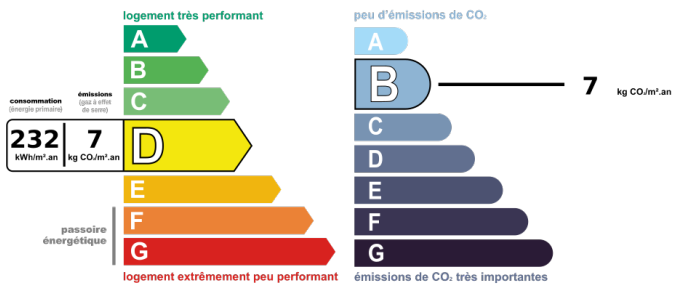 logement très performant
A
B
C
consommation
(énergie primaire)
émissions
(gaz à effet
de serre)
232
kWh/m².an
7
kg CO₂/m².an
D
E
F
G
passoire
énergétique
logement extrêmement peu performant
peu d'émissions de CO₂
A
B
7
kg CO₂/m².an
C
D
E
F
G
émissions de CO₂ très importantes